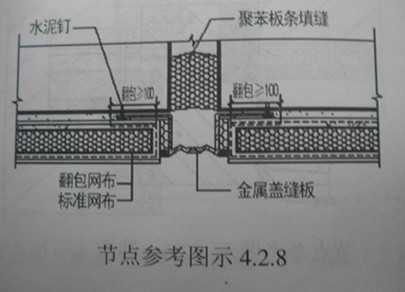 聚苯板条填缝
水泥钉
翻包≥100
翻包≥100
翻包网布
标准网布
金属盖缝板
节点参考图示 4.2.8